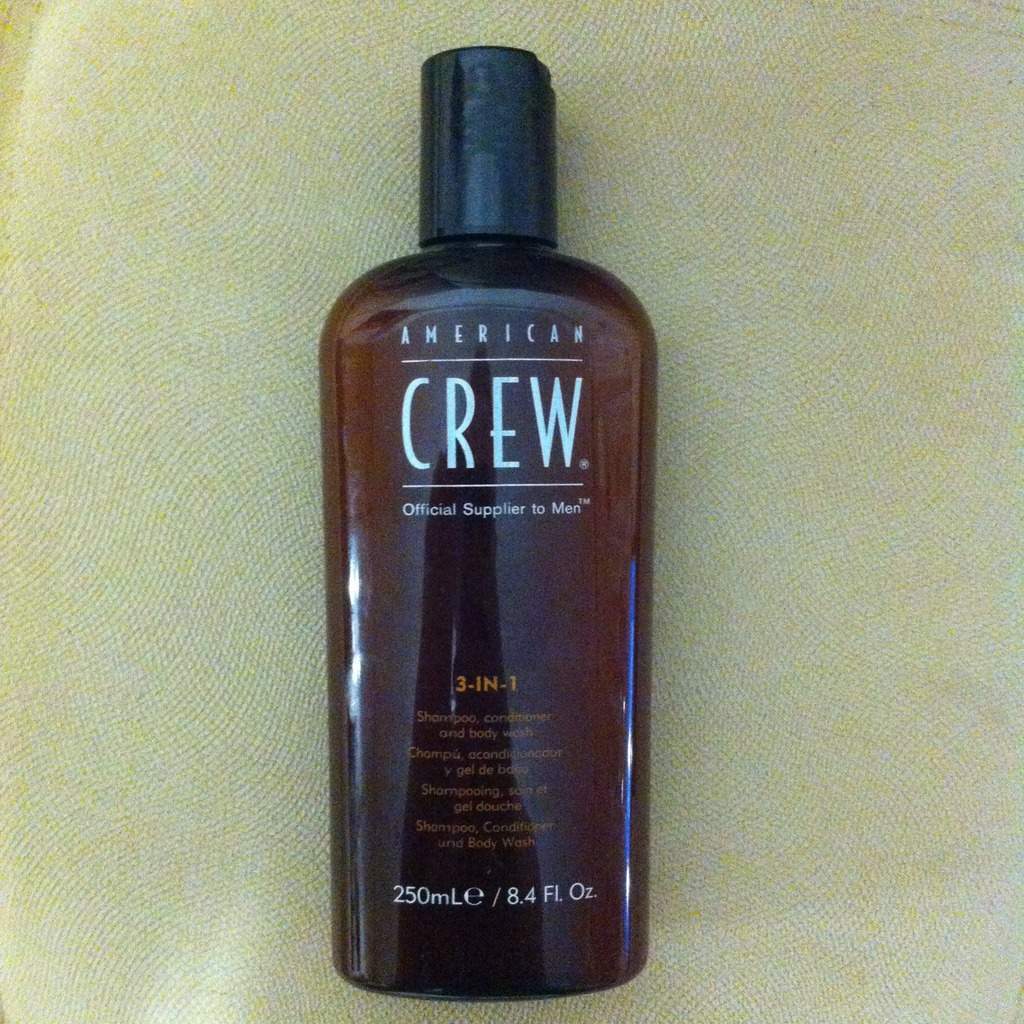 AMERICAN
CREW®
Official Supplier to Men™
3-IN-1
Shampoo, conditioner
and body wash
Champú, acondicionador
y gel de baño
Shampooing, soin et
gel douche
Shampoo, Conditioner
und Body Wash
250mL℮ / 8.4 Fl. Oz.